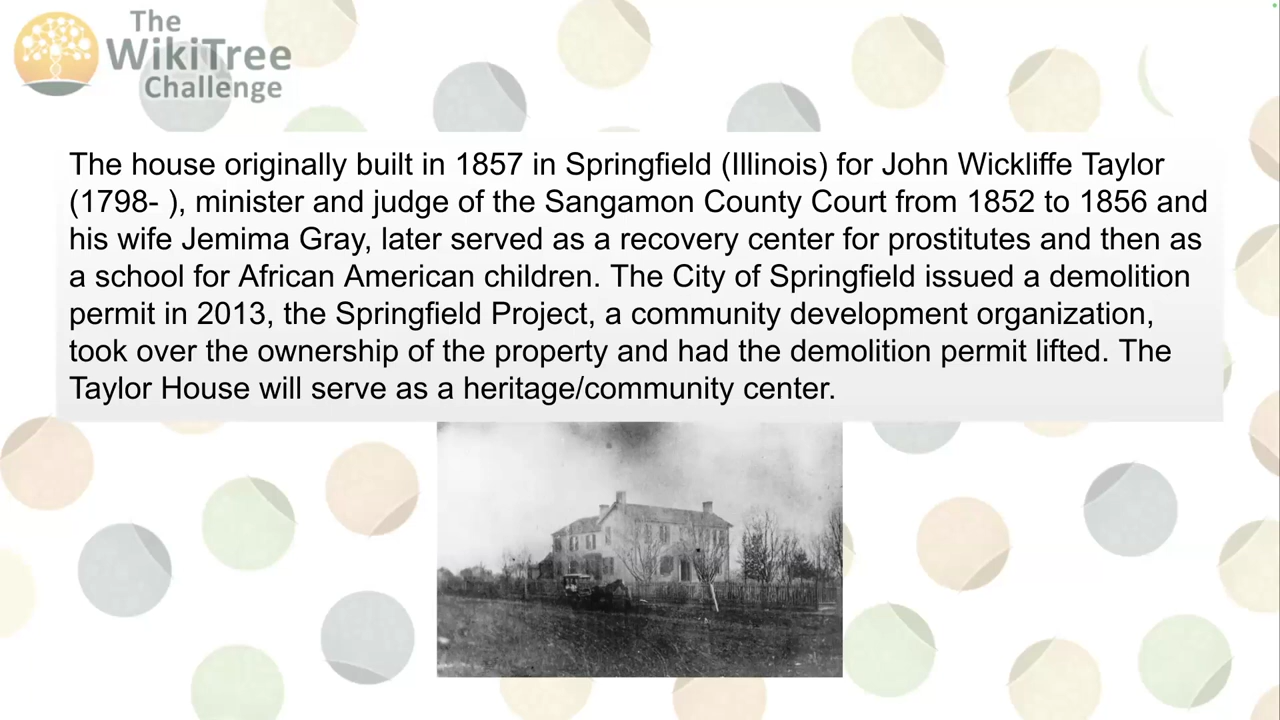 The
WikiTree
Challenge
The house originally built in 1857 in Springfield (Illinois) for John Wickliffe Taylor
(1798- ), minister and judge of the Sangamon County Court from 1852 to 1856 and
his wife Jemima Gray, later served as a recovery center for prostitutes and then as
a school for African American children. The City of Springfield issued a demolition
permit in 2013, the Springfield Project, a community development organization,
took over the ownership of the property and had the demolition permit lifted. The
Taylor House will serve as a heritage/community center.